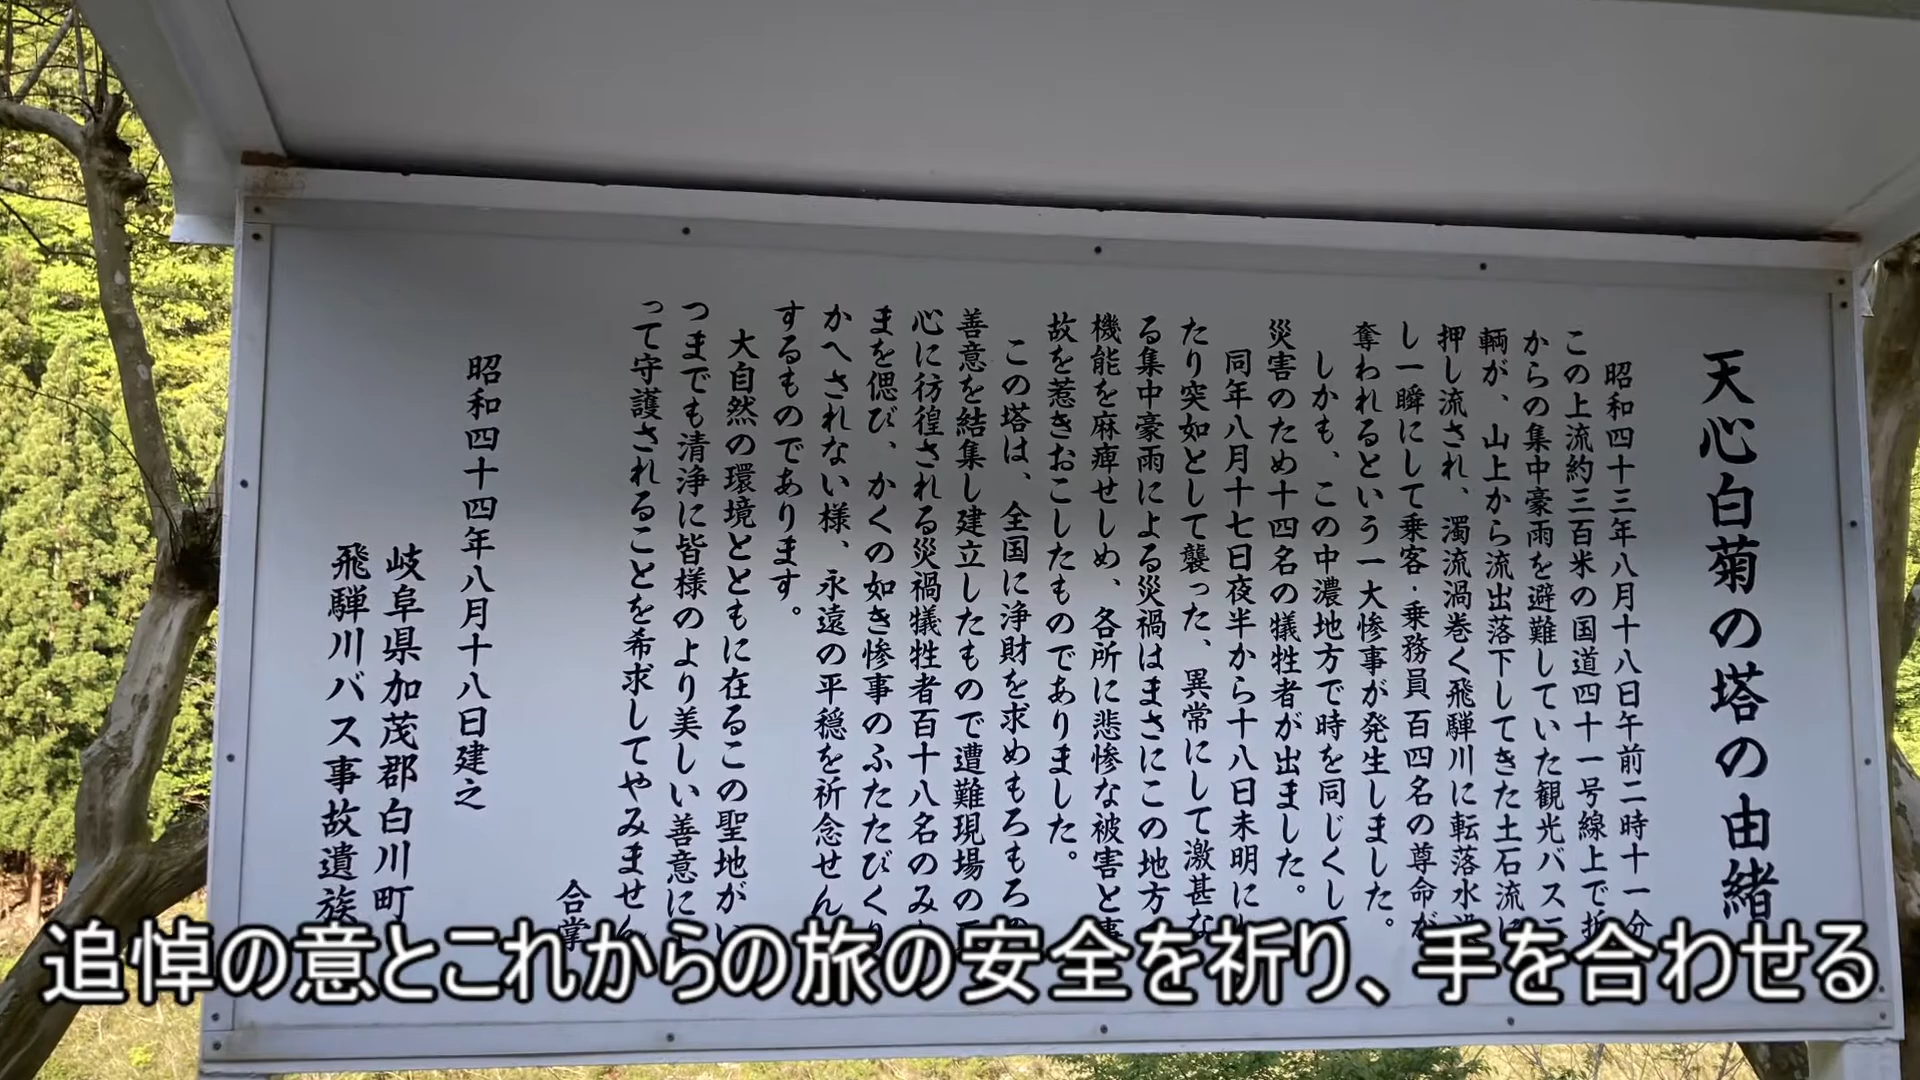 天心白菊の塔の由緒
昭和四十三年八月十八日午前二時十一分
この上流約三百米の国道四十一号線上で折
からの集中豪雨を避難していた観光バス二
輌が、山上から流出落下してきた土石流に
押し流され、濁流渦巻く飛騨川に転落水没
し一瞬にして乗客・乗務員百四名の尊命が
奪われるという一大惨事が発生しました。
しかも、この中濃地方で時を同じくして
災害のため十四名の犠牲者が出ました。
同年八月十七日夜半から十八日未明に
たり突如として襲った、異常にして激甚な
る集中豪雨による災禍はまさにこの地方
機能を麻痺せしめ、各所に悲惨な被害と事
故を惹きおこしたものでありました。
この塔は、全国に浄財を求めもろもろの
善意を結集し建立したもので遭難現場の
心に彷徨される災禍犠牲者百十八名のみ
まを偲び、かくの如き惨事のふたたびくり
かへされない様、永遠の平穏を祈念せん
するものであります。
大自然の環境とともに在るこの聖地がい
つまでも清浄に皆様のより美しい善意に
って守護されることを希求してやみません
合掌
昭和四十四年八月十八日建之
岐阜県加茂郡白川町
飛騨川バス事故遺族
追悼の意とこれからの旅の安全を祈り、手を合わせる